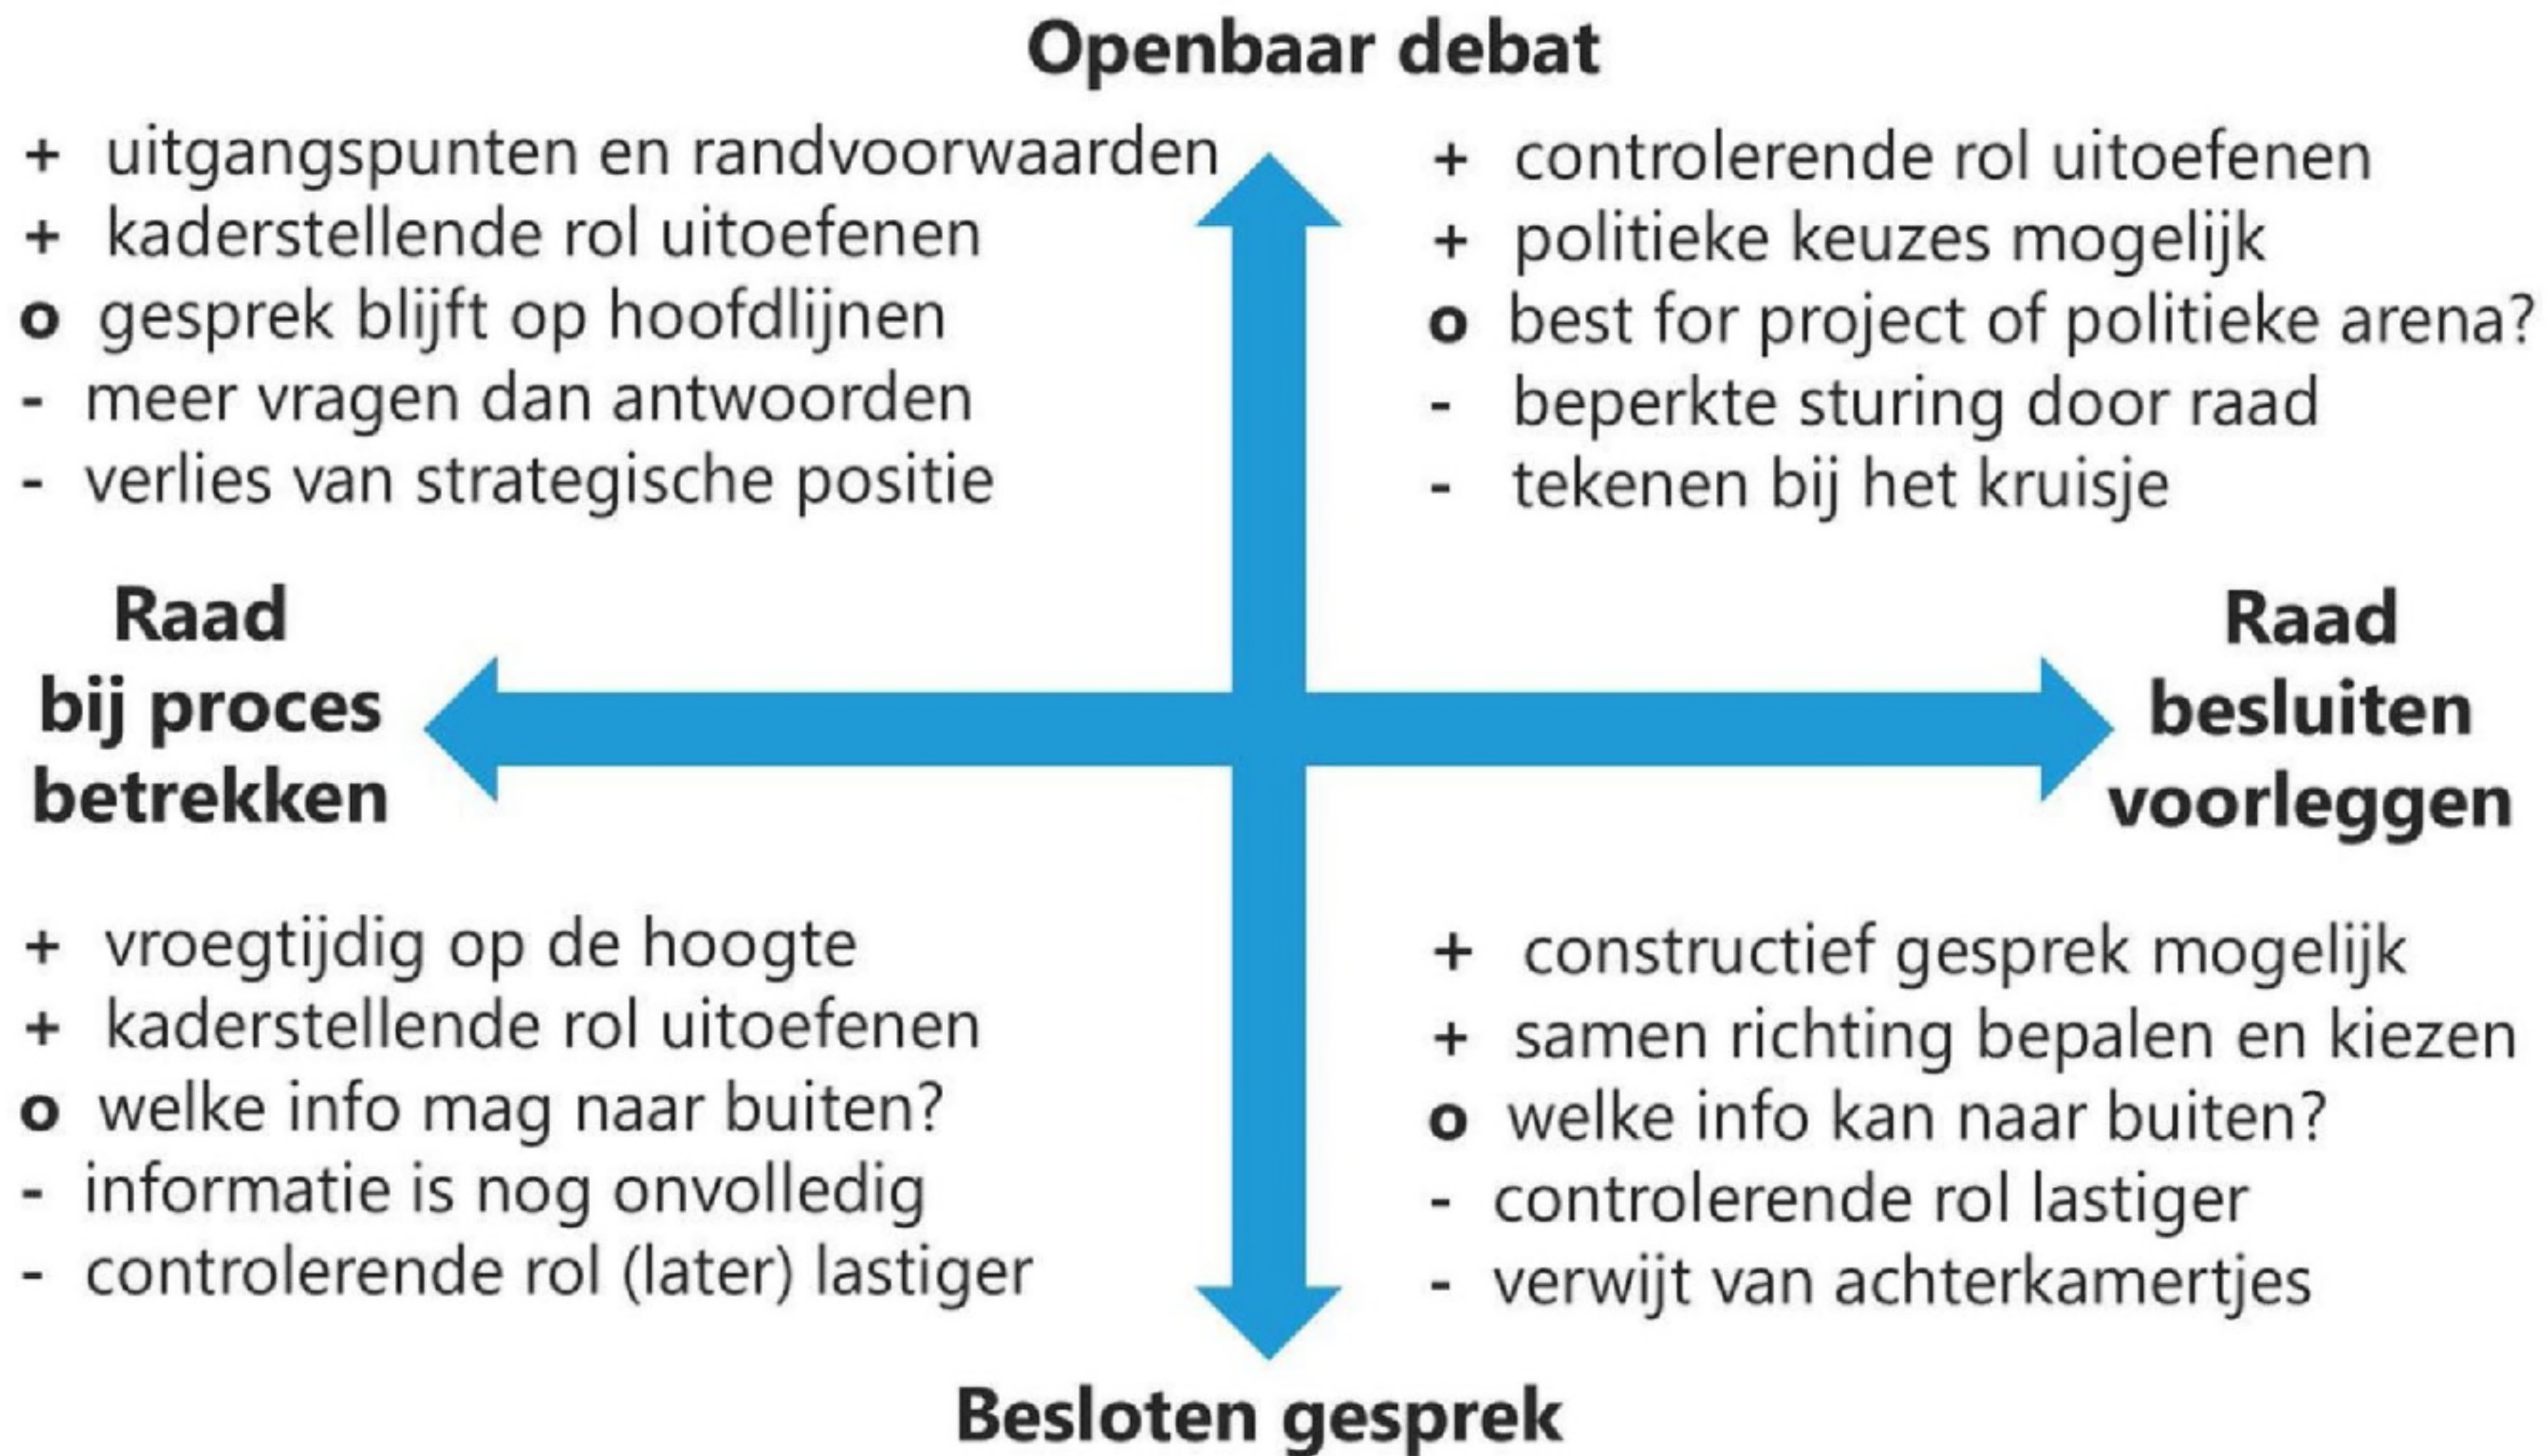 Openbaar debat
+ uitgangspunten en randvoorwaarden
+ kaderstellende rol uitoefenen
o gesprek blijft op hoofdlijnen
- meer vragen dan antwoorden
- verlies van strategische positie
+ controlerende rol uitoefenen
+ politieke keuzes mogelijk
o best for project of politieke arena?
- beperkte sturing door raad
- tekenen bij het kruisje
Raad
bij proces
betrekken
Raad
besluiten
voorleggen
+ vroegtijdig op de hoogte
+ kaderstellende rol uitoefenen
o welke info mag naar buiten?
- informatie is nog onvolledig
- controlerende rol (later) lastiger
+ constructief gesprek mogelijk
+ samen richting bepalen en kiezen
o welke info kan naar buiten?
- controlerende rol lastiger
- verwijt van achterkamertjes
Besloten gesprek